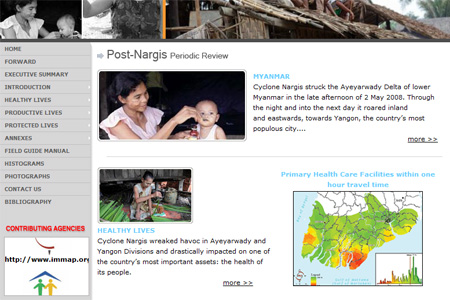 HOME
FORWARD
EXECUTIVE SUMMARY
INTRODUCTION
HEALTHY LIVES
PRODUCTIVE LIVES
PROTECTED LIVES
ANNEXES
FIELD GUIDE MANUAL
HISTOGRAMS
PHOTOGRAPHS
CONTACT US
BIBLIOGRAPHY
CONTRIBUTING AGENCIES
http://www.immap.org
Post-Nargis Periodic Review
MYANMAR
Cyclone Nargis struck the Ayeyarwady Delta of lower
Myanmar in the late afternoon of 2 May 2008. Through
the night and into the next day it roared inland
and eastwards, towards Yangon, the country's most
populous city....
more >>
HEALTHY LIVES
Cyclone Nargis wreaked havoc in Ayeyarwady and
Yangon Divisions and drastically impacted on one of
the country's most important assets: the health of
its people.
more >>
Primary Health Care Facilities within one
hour travel time